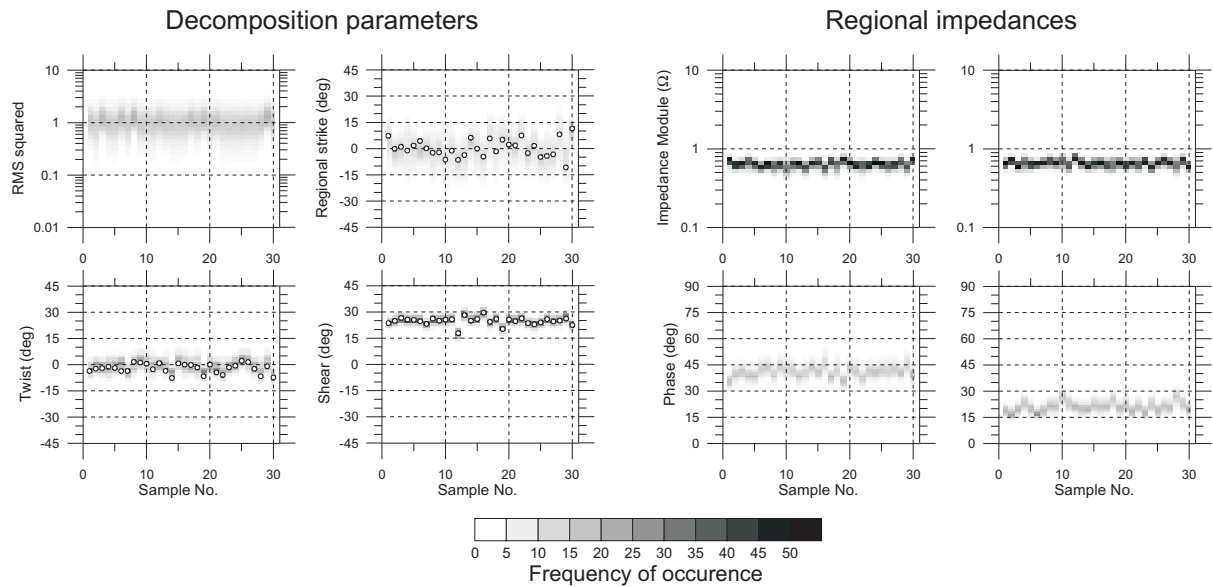 Decomposition parameters
Regional impedances
RMS squared
10
1
0.1
0.01
0 10 20 30
Regional strike (deg)
45
30
15
0
-15
-30
-45
0 10 20 30
Impedance Module (Ω)
10
1
0.1
0 10 20 30
10
1
0.1
0 10 20 30
Twist (deg)
45
30
15
0
-15
-30
-45
0 10 20 30
Sample No.
Shear (deg)
45
30
15
0
-15
-30
-45
0 10 20 30
Sample No.
Phase (deg)
90
75
60
45
30
15
0
0 10 20 30
Sample No.
90
75
60
45
30
15
0
0 10 20 30
Sample No.
0 5 10 15 20 25 30 35 40 45 50
Frequency of occurence